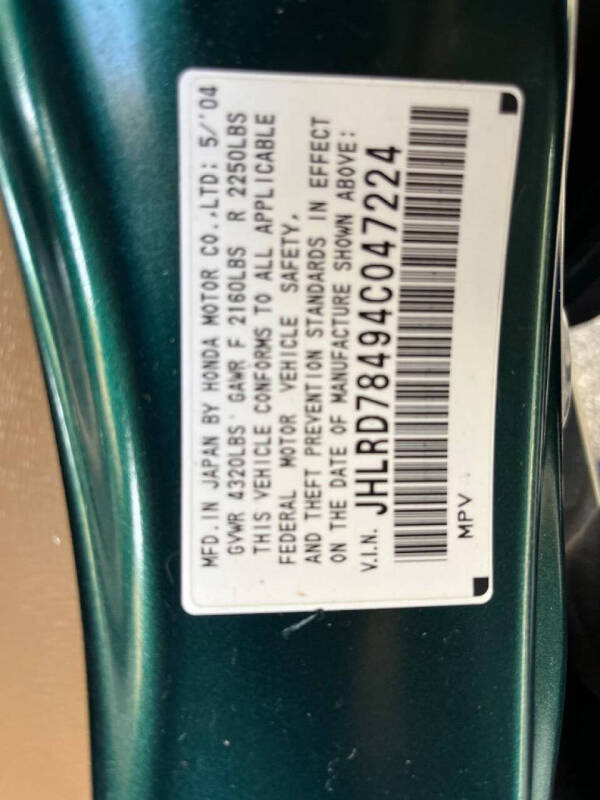 MFD. IN JAPAN BY HONDA MOTOR CO.,LTD: 5/'04
GVWR 4320LBS GAWR F 2160LBS R 2250LBS
THIS VEHICLE CONFORMS TO ALL APPLICABLE
FEDERAL MOTOR VEHICLE SAFETY,
AND THEFT PREVENTION STANDARDS IN EFFECT
ON THE DATE OF MANUFACTURE SHOWN ABOVE:
V.I.N. JHLRD78494C047224
MPV